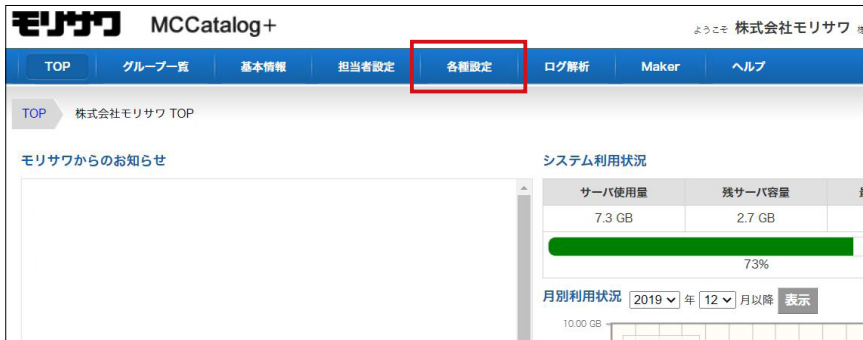 モリサワ MCCatalog+ ようこそ 株式会社モリサワ
TOP グループ一覧 基本情報 担当者設定 各種設定 ログ解析 Maker ヘルプ
TOP 株式会社モリサワ TOP
モリサワからのお知らせ
システム利用状況
サーバ使用量 残サーバ容量
7.3 GB 2.7 GB
73%
月別利用状況 2019 年 12 月以降 表示
10.00 GB